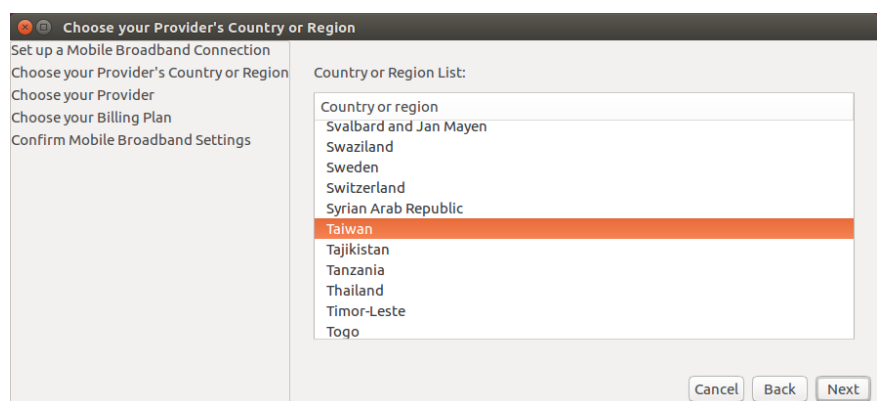 Choose your Provider's Country or Region
Set up a Mobile Broadband Connection
Choose your Provider's Country or Region
Choose your Provider
Choose your Billing Plan
Confirm Mobile Broadband Settings
Country or Region List:
Country or region
Svalbard and Jan Mayen
Swaziland
Sweden
Switzerland
Syrian Arab Republic
Taiwan
Tajikistan
Tanzania
Thailand
Timor-Leste
Togo
Cancel Back Next